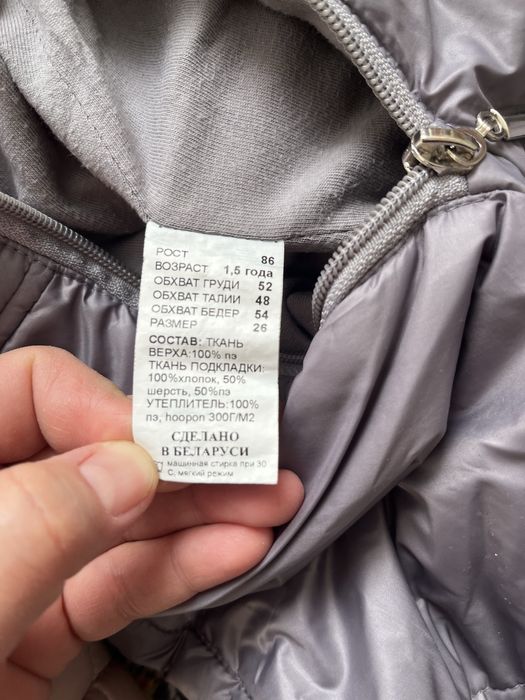 РОСТ 86
ВОЗРАСТ 1,5 года
ОБХВАТ ГРУДИ 52
ОБХВАТ ТАЛИИ 48
ОБХВАТ БЕДЕР 54
РАЗМЕР 26
СОСТАВ: ТКАНЬ
ВЕРХА:100% пэ
ТКАНЬ ПОДКЛАДКИ:
100%хлопок, 50%
шерсть, 50%пэ
УТЕПЛИТЕЛЬ:100%
пэ, hoopon 300Г/М2
СДЕЛАНО
В БЕЛАРУСИ
машинная стирка при 30
С, мягкий режим